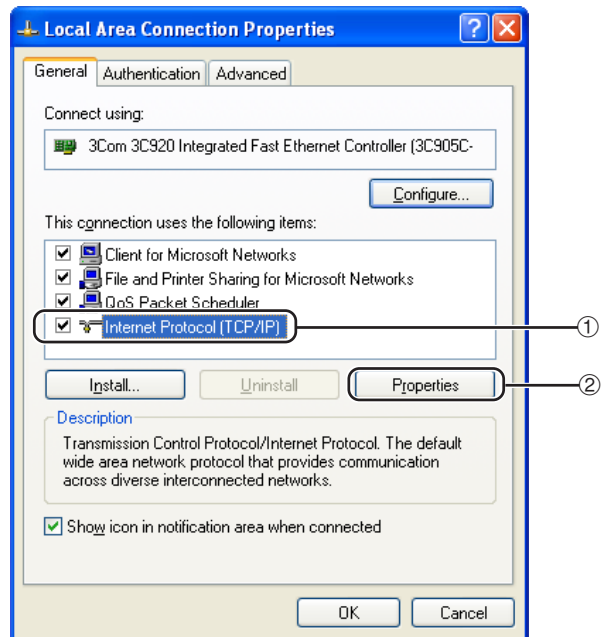 Local Area Connection Properties
General Authentication Advanced
Connect using:
3Com 3C920 Integrated Fast Ethernet Controller (3C905C-
Configure...
This connection uses the following items:
Client for Microsoft Networks
File and Printer Sharing for Microsoft Networks
QoS Packet Scheduler
Internet Protocol (TCP/IP) ①
Install... Uninstall Properties ②
Description
Transmission Control Protocol/Internet Protocol. The default
wide area network protocol that provides communication
across diverse interconnected networks.
Show icon in notification area when connected
OK Cancel